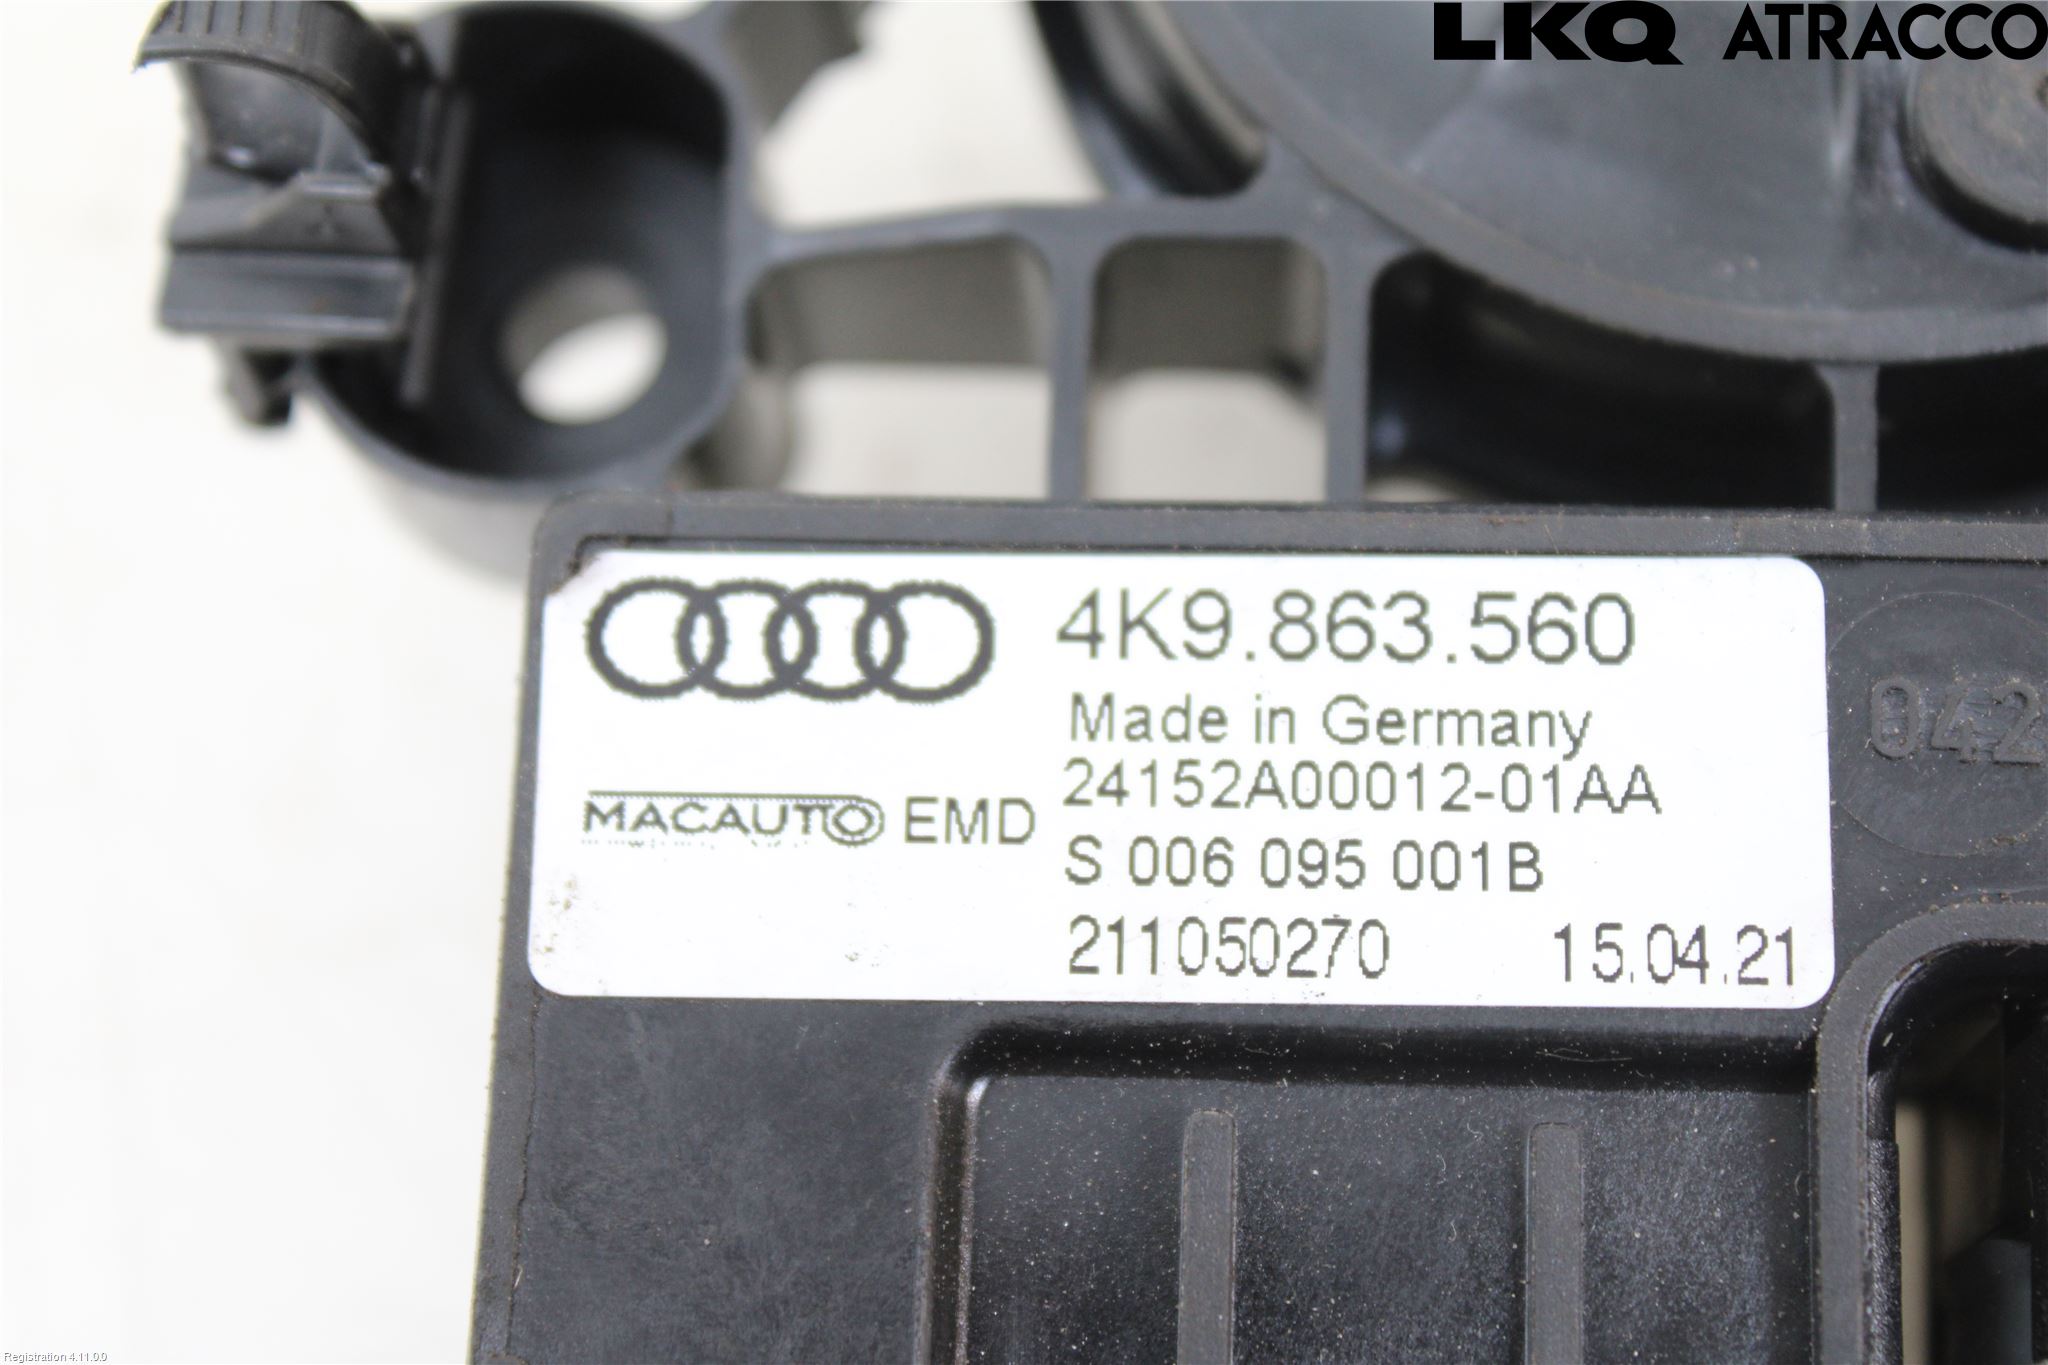 LKQ ATRACCO
4K9.863.560
Made in Germany
24152A00012-01AA
MACAUTO EMD
S 006 095 001B
211050270 15.04.21
042
Registration 4.11.0.0